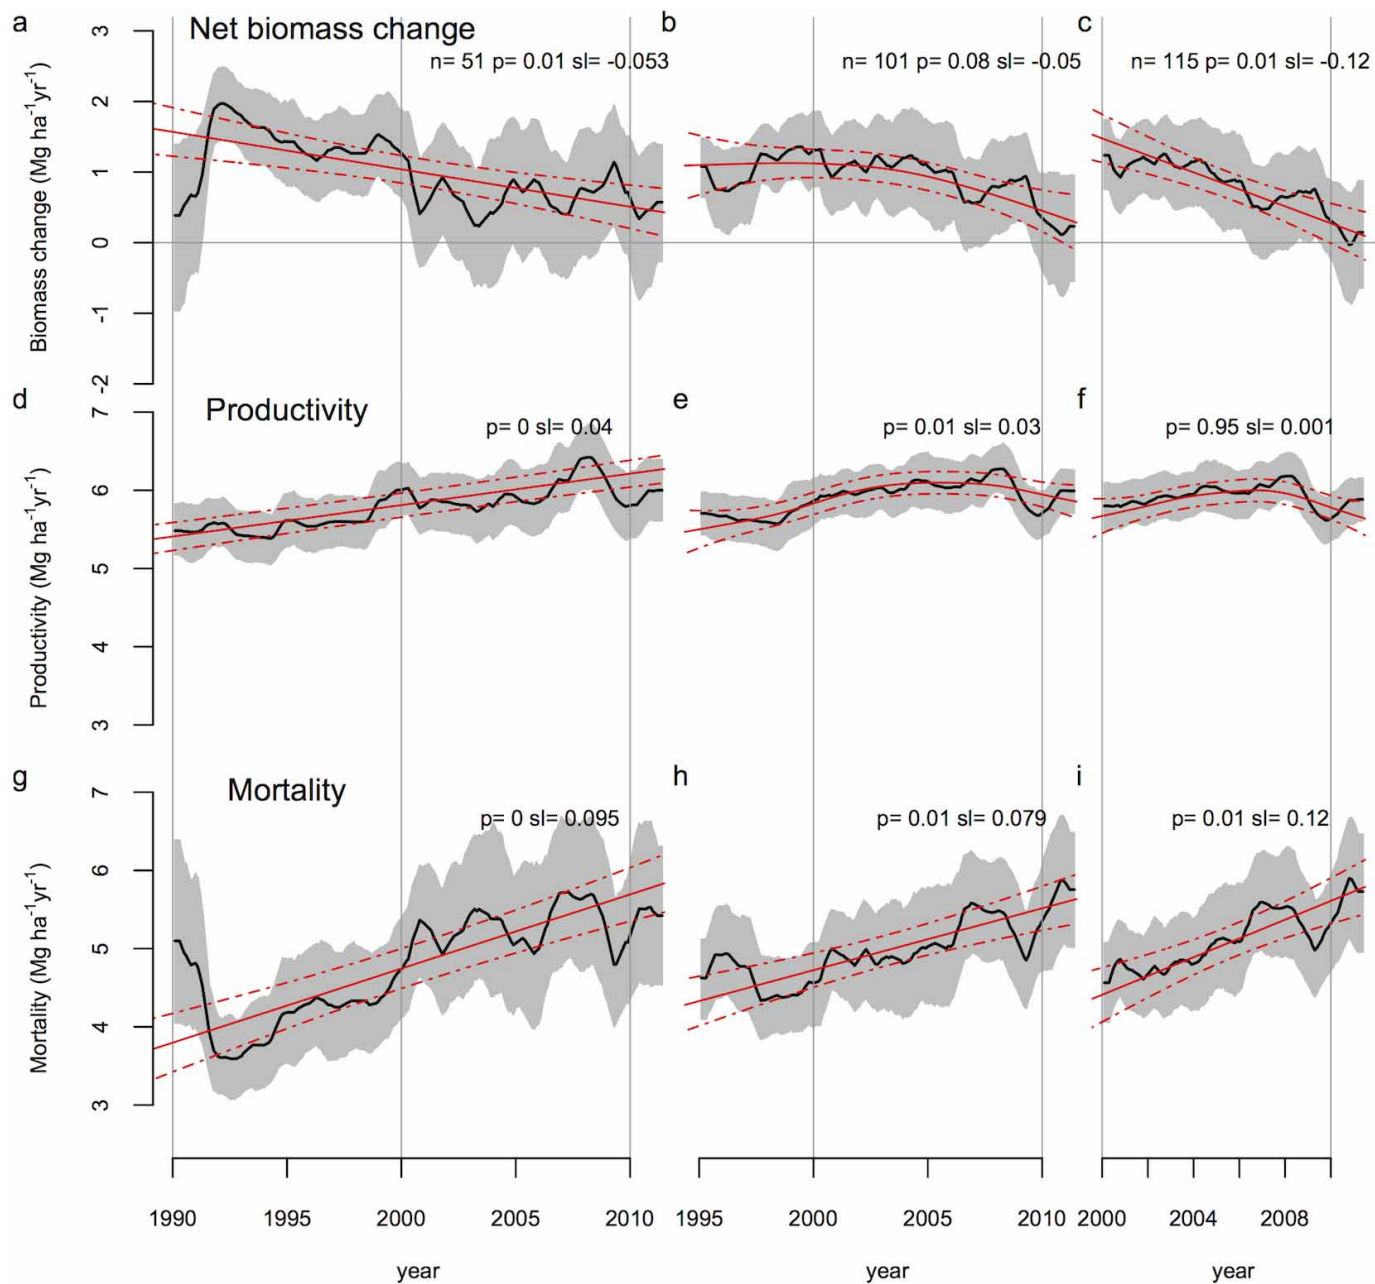 a
Net biomass change
b
c
n= 51 p= 0.01 sl= -0.053
n= 101 p= 0.08 sl= -0.05
n= 115 p= 0.01 sl= -0.12
Biomass change (Mg ha⁻¹yr⁻¹)
3
2
1
0
-1
-2
d
Productivity
e
f
p= 0 sl= 0.04
p= 0.01 sl= 0.03
p= 0.95 sl= 0.001
Productivity (Mg ha⁻¹yr⁻¹)
7
6
5
4
3
g
Mortality
h
i
p= 0 sl= 0.095
p= 0.01 sl= 0.079
p= 0.01 sl= 0.12
Mortality (Mg ha⁻¹yr⁻¹)
7
6
5
4
3
1990 1995 2000 2005 2010
1995 2000 2005 2010
2000 2004 2008
year
year
year